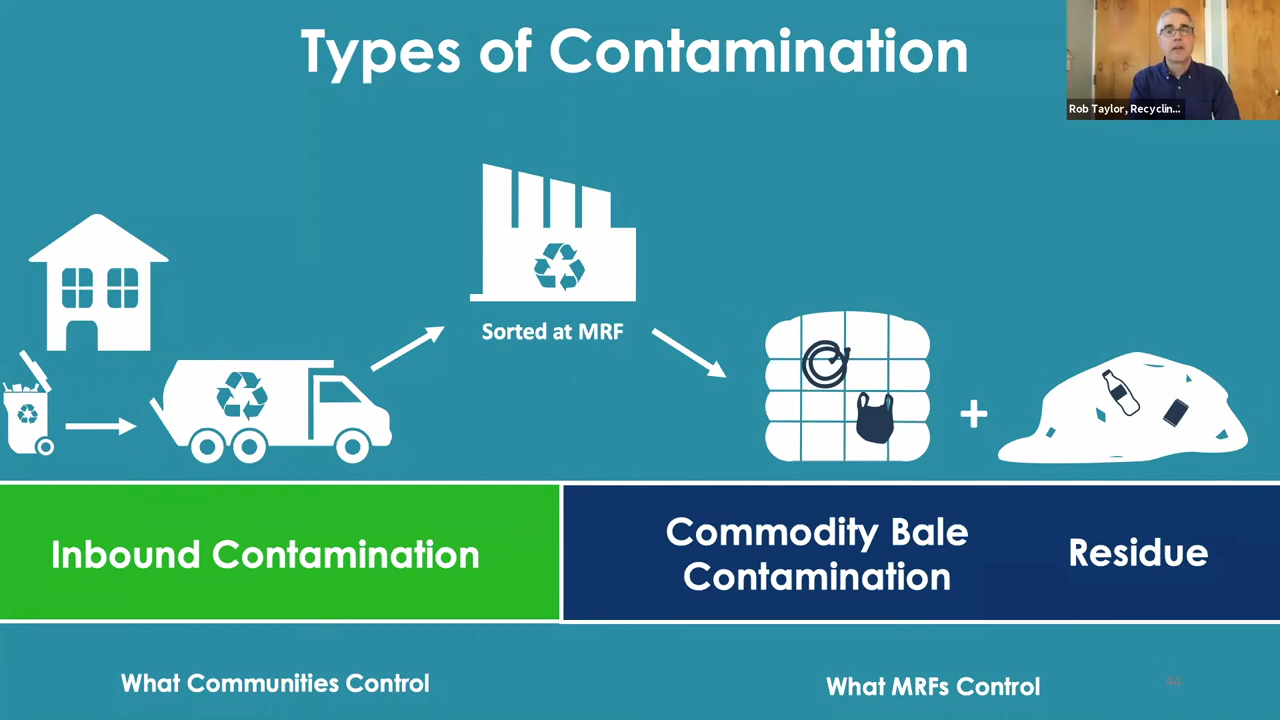 Types of Contamination
Rob Taylor, Recyclin...
Sorted at MRF
+
Inbound Contamination
Commodity Bale
Contamination
Residue
What Communities Control
What MRFs Control
44